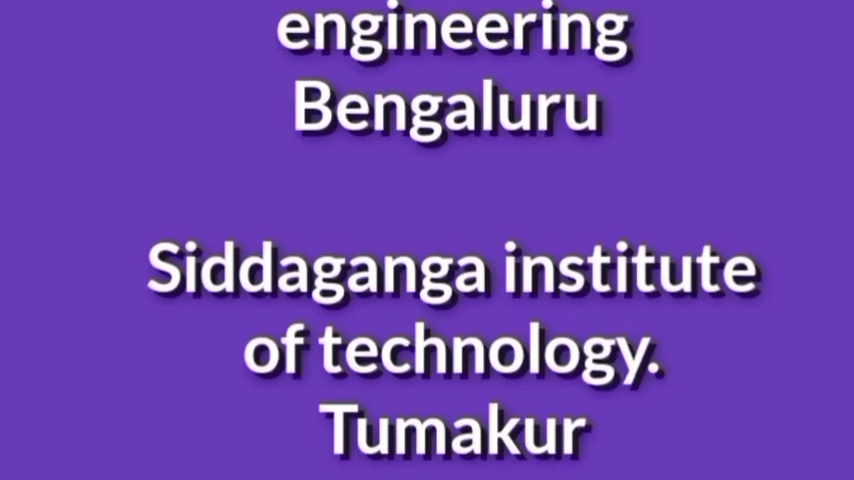 engineering
Bengaluru
Siddaganga institute
of technology.
Tumakur